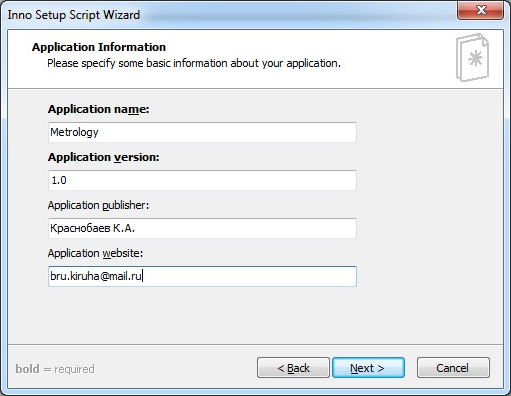 Inno Setup Script Wizard
Application Information
Please specify some basic information about your application.
Application name:
Metrology
Application version:
1.0
Application publisher:
Краснобаев К.А.
Application website:
bru.kiruha@mail.ru
bold = required
< Back
Next >
Cancel